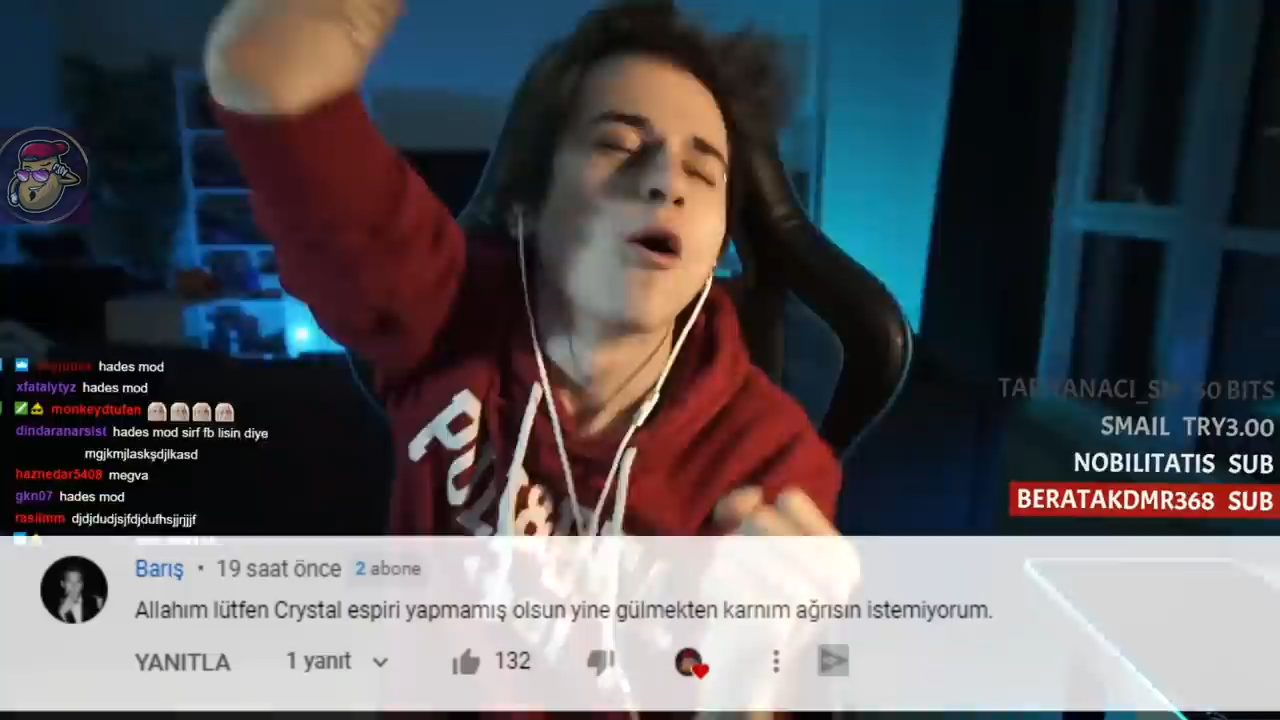 hades mod
xfatalytyz hades mod
monkeydtufen
dindaranarsist hades mod sirf fb lisin diye
mgjkmjlaskşdjlkasd
haznedar5408 megva
gkn07 hades mod
rasiimm djdjdudjsjfdjdufhsjjrjjjf
50 BITS
SMAIL TRY3.00
NOBILITATIS SUB
BERATAKDMR368 SUB
Barış • 19 saat önce 2 abone
Allahım lütfen Crystal espiri yapmamış olsun yine gülmekten karnım ağrısın istemiyorum.
YANITLA 1 yanıt 132